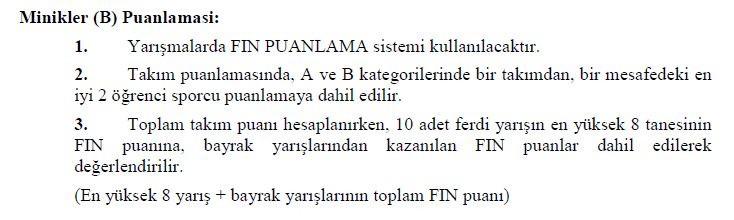 Minikler (B) Puanlamasi:
1. Yarışmalarda FIN PUANLAMA sistemi kullanılacaktır.
2. Takım puanlamasında, A ve B kategorilerinde bir takımdan, bir mesafedeki en
iyi 2 öğrenci sporcu puanlamaya dahil edilir.
3. Toplam takım puanı hesaplanırken, 10 adet ferdi yarışın en yüksek 8 tanesinin
FIN puanına, bayrak yarışlarından kazanılan FIN puanlar dahil edilerek
değerlendirilir.
(En yüksek 8 yarış + bayrak yarışlarının toplam FIN puanı)